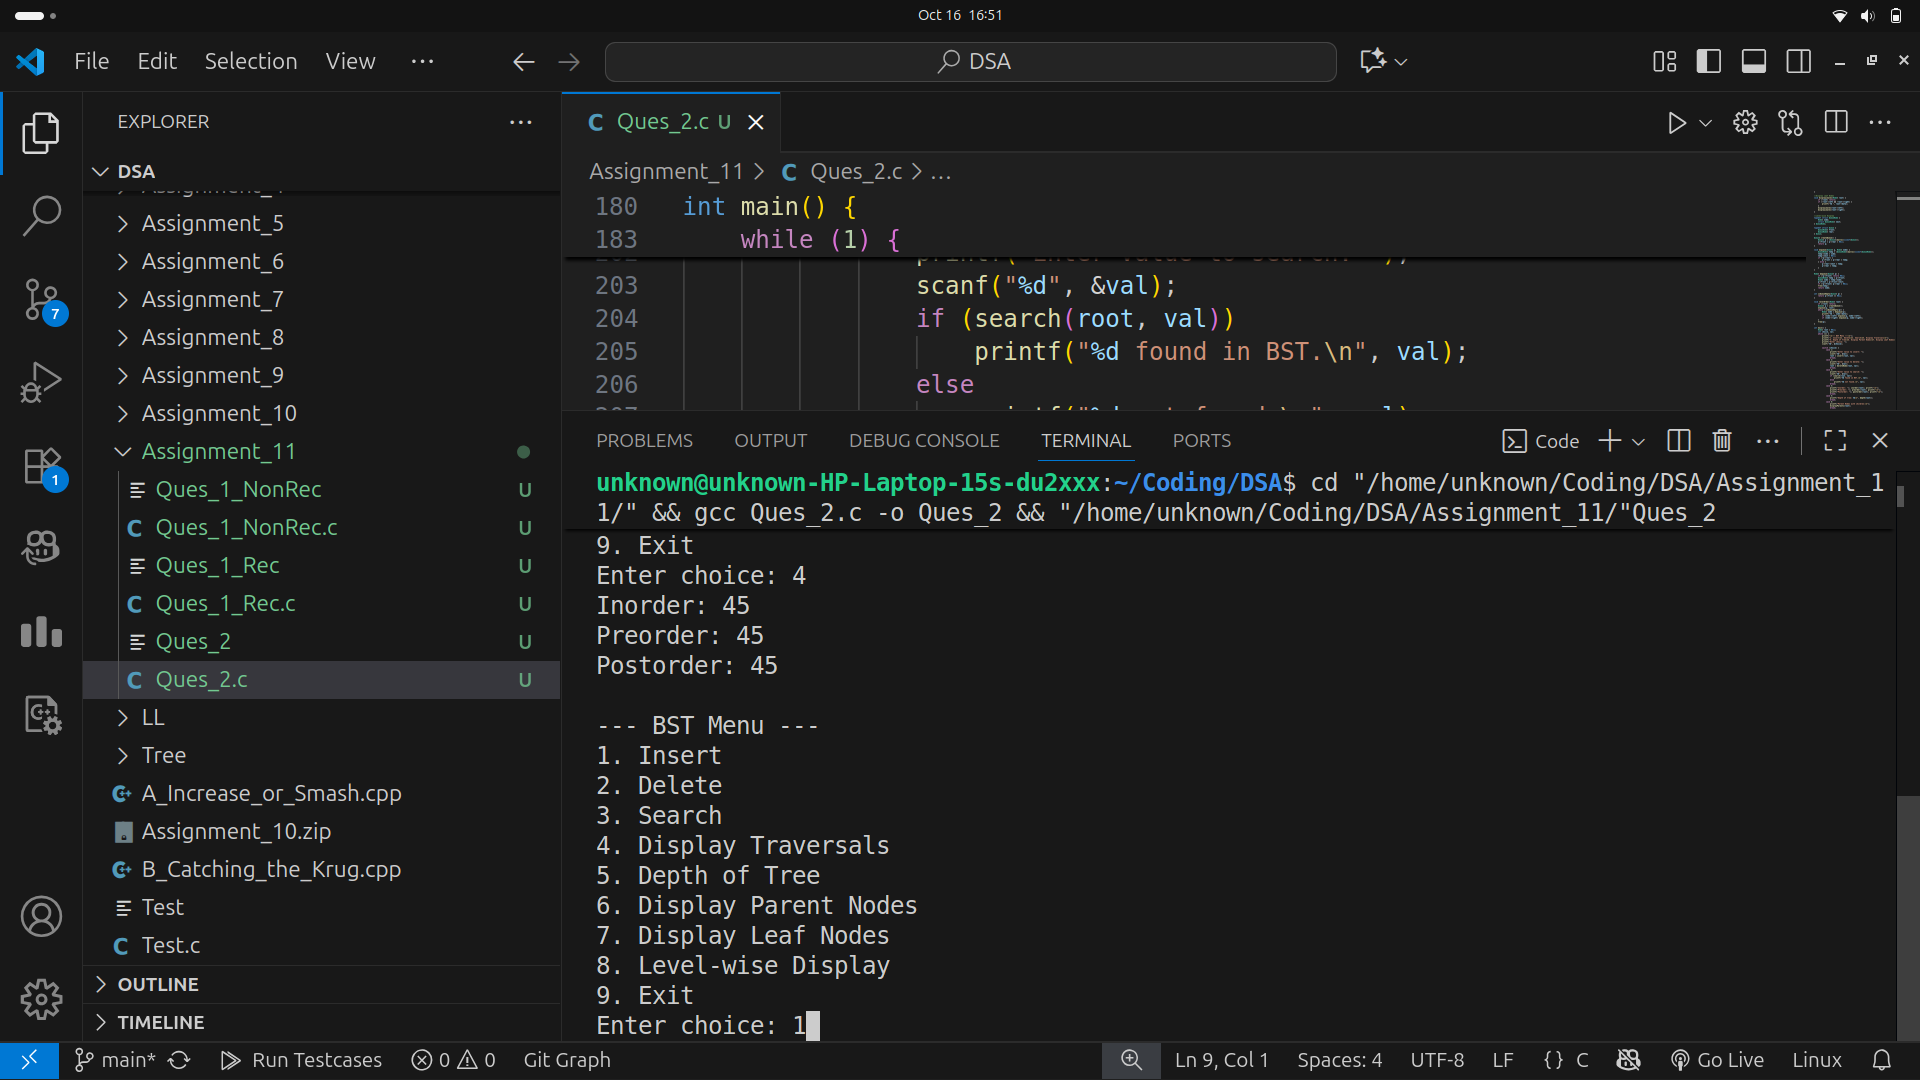 Oct 16 16:51
File Edit Selection View ...
DSA
EXPLORER
DSA
Assignment_5
Assignment_6
Assignment_7
Assignment_8
Assignment_9
Assignment_10
Assignment_11
Ques_1_NonRec U
Ques_1_NonRec.c U
Ques_1_Rec U
Ques_1_Rec.c U
Ques_2 U
Ques_2.c U
LL
Tree
A_Increase_or_Smash.cpp
Assignment_10.zip
B_Catching_the_Krug.cpp
Test
Test.c
OUTLINE
TIMELINE
7
1
Ques_2.c U
Assignment_11 > C Ques_2.c > ...
180 int main() {
183 while (1) {
203 scanf("%d", &val);
204 if (search(root, val))
205 printf("%d found in BST.\n", val);
206 else
PROBLEMS OUTPUT DEBUG CONSOLE TERMINAL PORTS
Code
unknown@unknown-HP-Laptop-15s-du2xxx:~/Coding/DSA$ cd "/home/unknown/Coding/DSA/Assignment_1
1/" && gcc Ques_2.c -o Ques_2 && "/home/unknown/Coding/DSA/Assignment_11/"Ques_2
9. Exit
Enter choice: 4
Inorder: 45
Preorder: 45
Postorder: 45
--- BST Menu ---
1. Insert
2. Delete
3. Search
4. Display Traversals
5. Depth of Tree
6. Display Parent Nodes
7. Display Leaf Nodes
8. Level-wise Display
9. Exit
Enter choice: 1
main* Run Testcases 0 0 Git Graph Ln 9, Col 1 Spaces: 4 UTF-8 LF {} C Go Live Linux